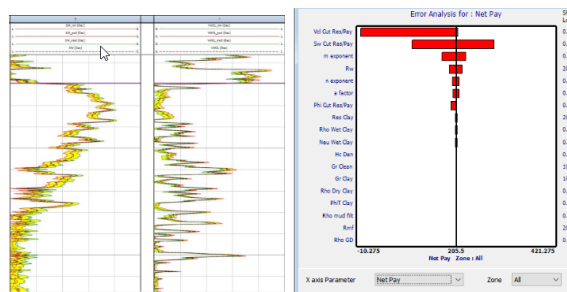 Error Analysis for : Net Pay
Vcl Cut Res/Pay
Sw Cut Res/Pay
m exponent
Rw
n exponent
a factor
Phi Cut Res/Pay
Res Clay
Rho Wet Clay
Neu Wet Clay
Hc Den
Gr Clean
Gr Clay
Rho Dry Clay
PhiT Clay
Rho mud filt
Rmf
Rho GD
-10.275 205.5 421.275
Net Pay Zone : All
X axis Parameter Net Pay Zone All